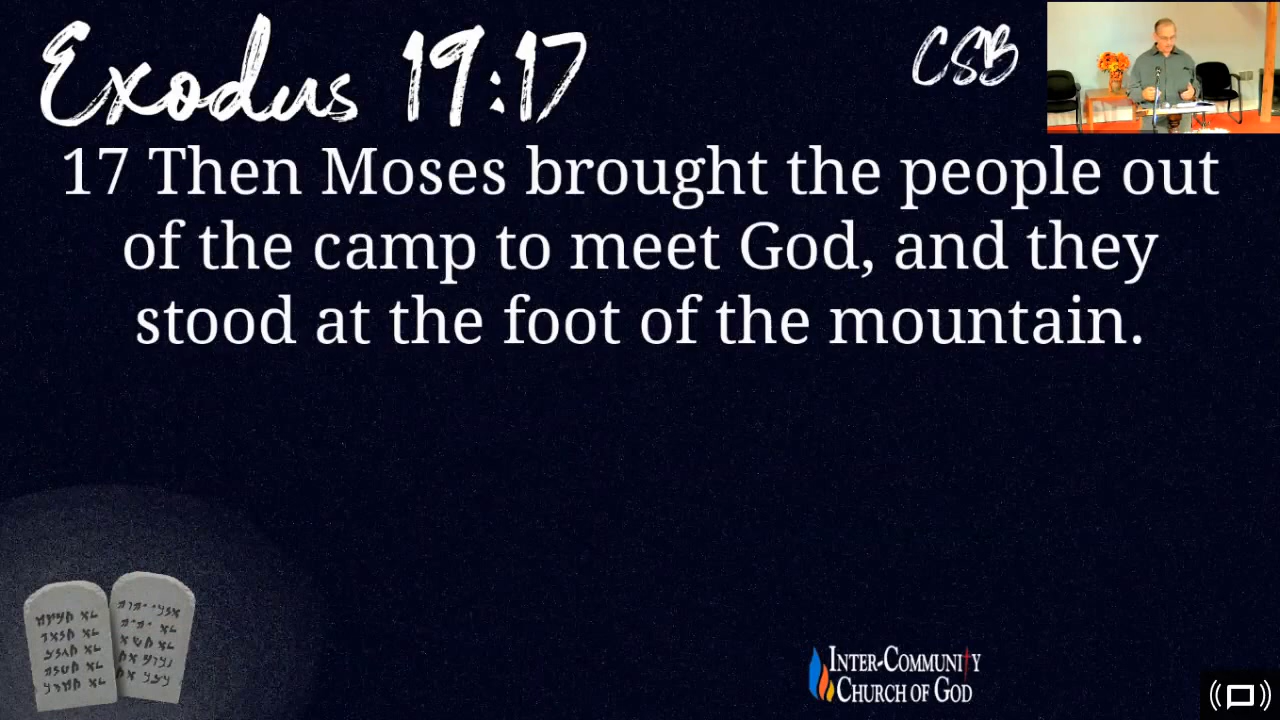 Exodus 19:17
CSB
17 Then Moses brought the people out
of the camp to meet God, and they
stood at the foot of the mountain.
INTER-COMMUNITY
CHURCH OF GOD